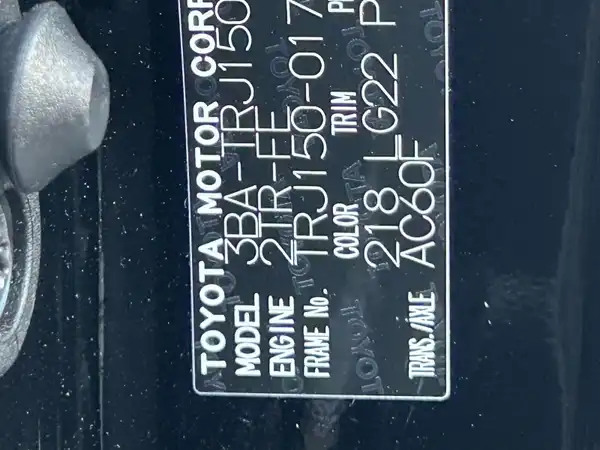 TOYOTA MOTOR CORP
MODEL 3BA-TRJ150
ENGINE 2TR-FE
FRAME No. TRJ150-017
COLOR TRIM
218 LG22
TRANS./AXLE AC60F